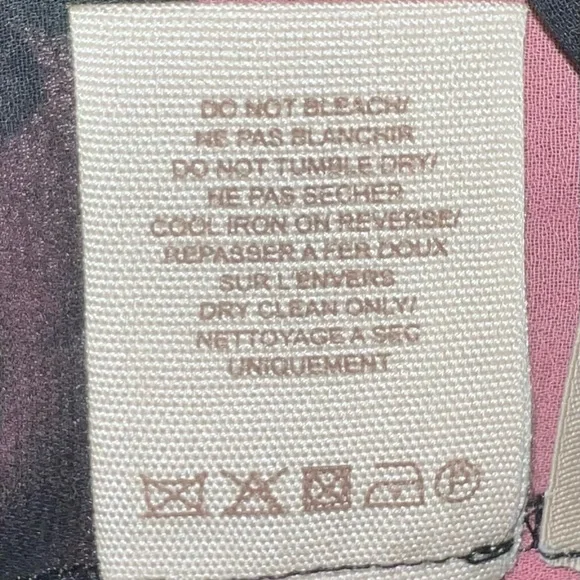 DO NOT BLEACH/
NE PAS BLANCHIR
DO NOT TUMBLE DRY/
NE PAS SECHER
COOL IRON ON REVERSE/
REPASSER A FER DOUX
SUR L'ENVERS
DRY CLEAN ONLY/
NETTOYAGE A SEC
UNIQUEMENT
P